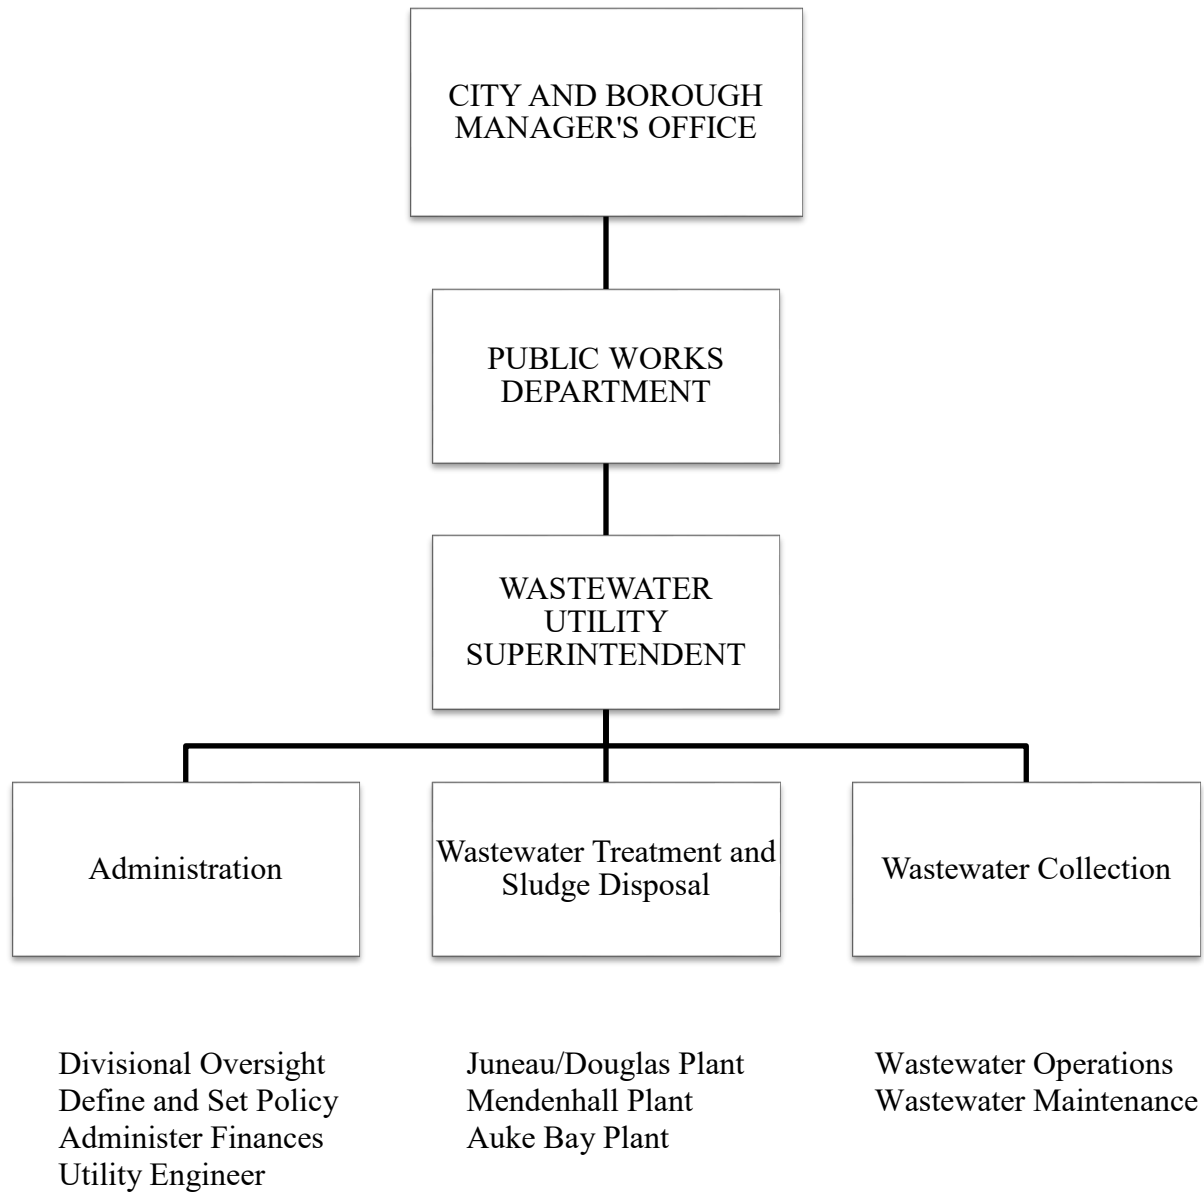 CITY AND BOROUGH
MANAGER'S OFFICE
PUBLIC WORKS
DEPARTMENT
WASTEWATER
UTILITY
SUPERINTENDENT
Administration
Wastewater Treatment and
Sludge Disposal
Wastewater Collection
Divisional Oversight
Define and Set Policy
Administer Finances
Utility Engineer
Juneau/Douglas Plant
Mendenhall Plant
Auke Bay Plant
Wastewater Operations
Wastewater Maintenance